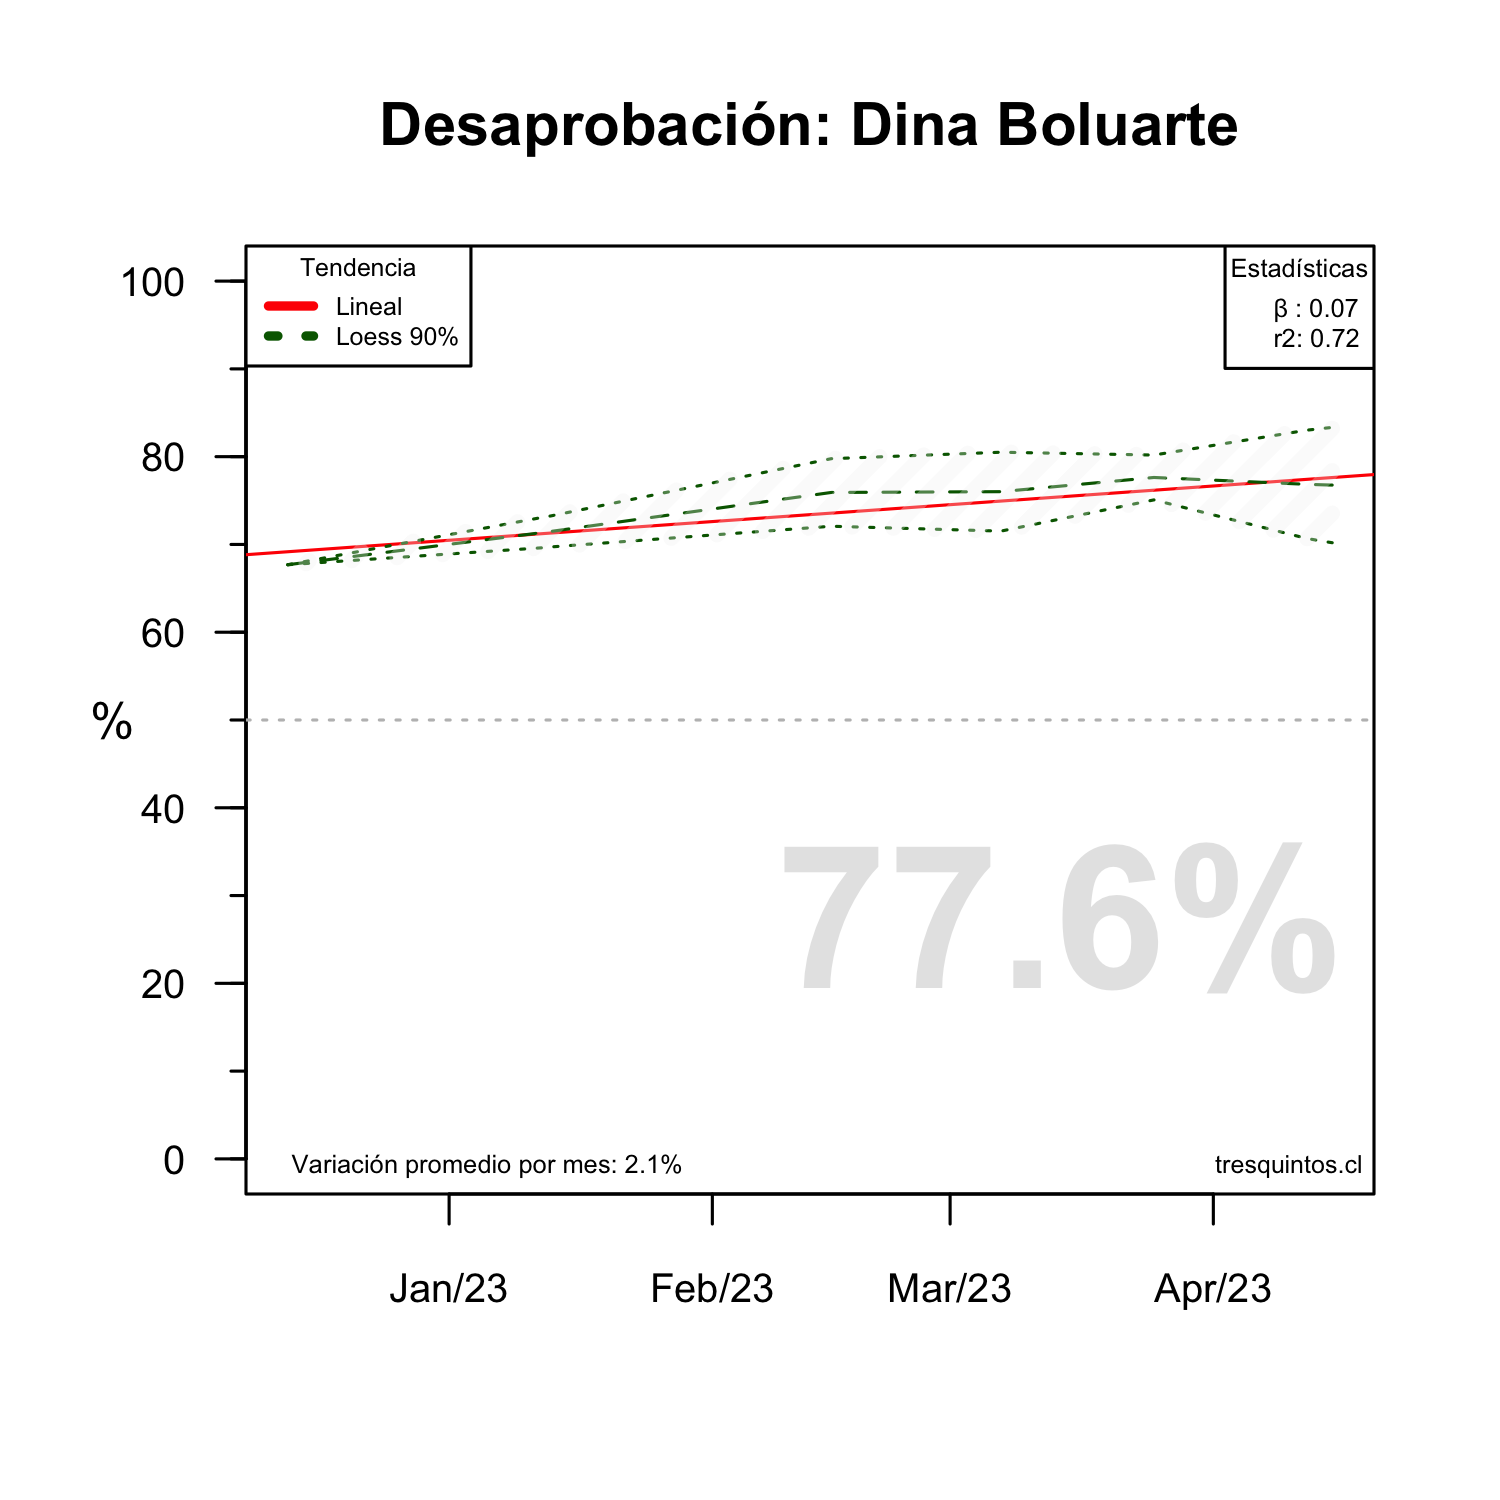 Desaprobación: Dina Boluarte
Tendencia
Lineal
Loess 90%
Estadísticas
β : 0.07
r2: 0.72
100
80
60
%
40
20
0
77.6%
Variación promedio por mes: 2.1%
tresquintos.cl
Jan/23 Feb/23 Mar/23 Apr/23